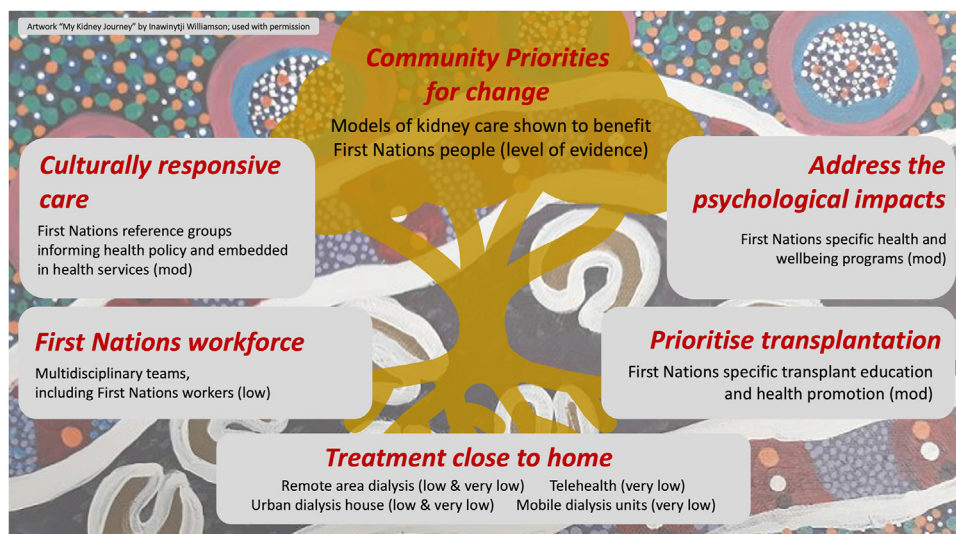 Artwork “My Kidney Journey” by Inawinytji Williamson; used with permission
Community Priorities
for change
Models of kidney care shown to benefit
First Nations people (level of evidence)
Culturally responsive
care
First Nations reference groups
informing health policy and embedded
in health services (mod)
Address the
psychological impacts
First Nations specific health and
wellbeing programs (mod)
First Nations workforce
Multidisciplinary teams,
including First Nations workers (low)
Prioritise transplantation
First Nations specific transplant education
and health promotion (mod)
Treatment close to home
Remote area dialysis (low & very low) Telehealth (very low)
Urban dialysis house (low & very low) Mobile dialysis units (very low)